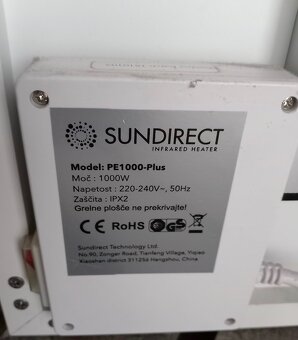 SUNDIRECT
INFRARED HEATER
Model: PE1000-Plus
Moč : 1000W
Napetost : 220-240V~, 50Hz
Zaščita : IPX2
Grelne plošče ne prekrivajte!
CE RoHS GS
Sundirect Technology Ltd.
No.90, Zonger Road, Tianfeng Village, Yiqiao
Xiaoshan district 311256 Hangzhou, China